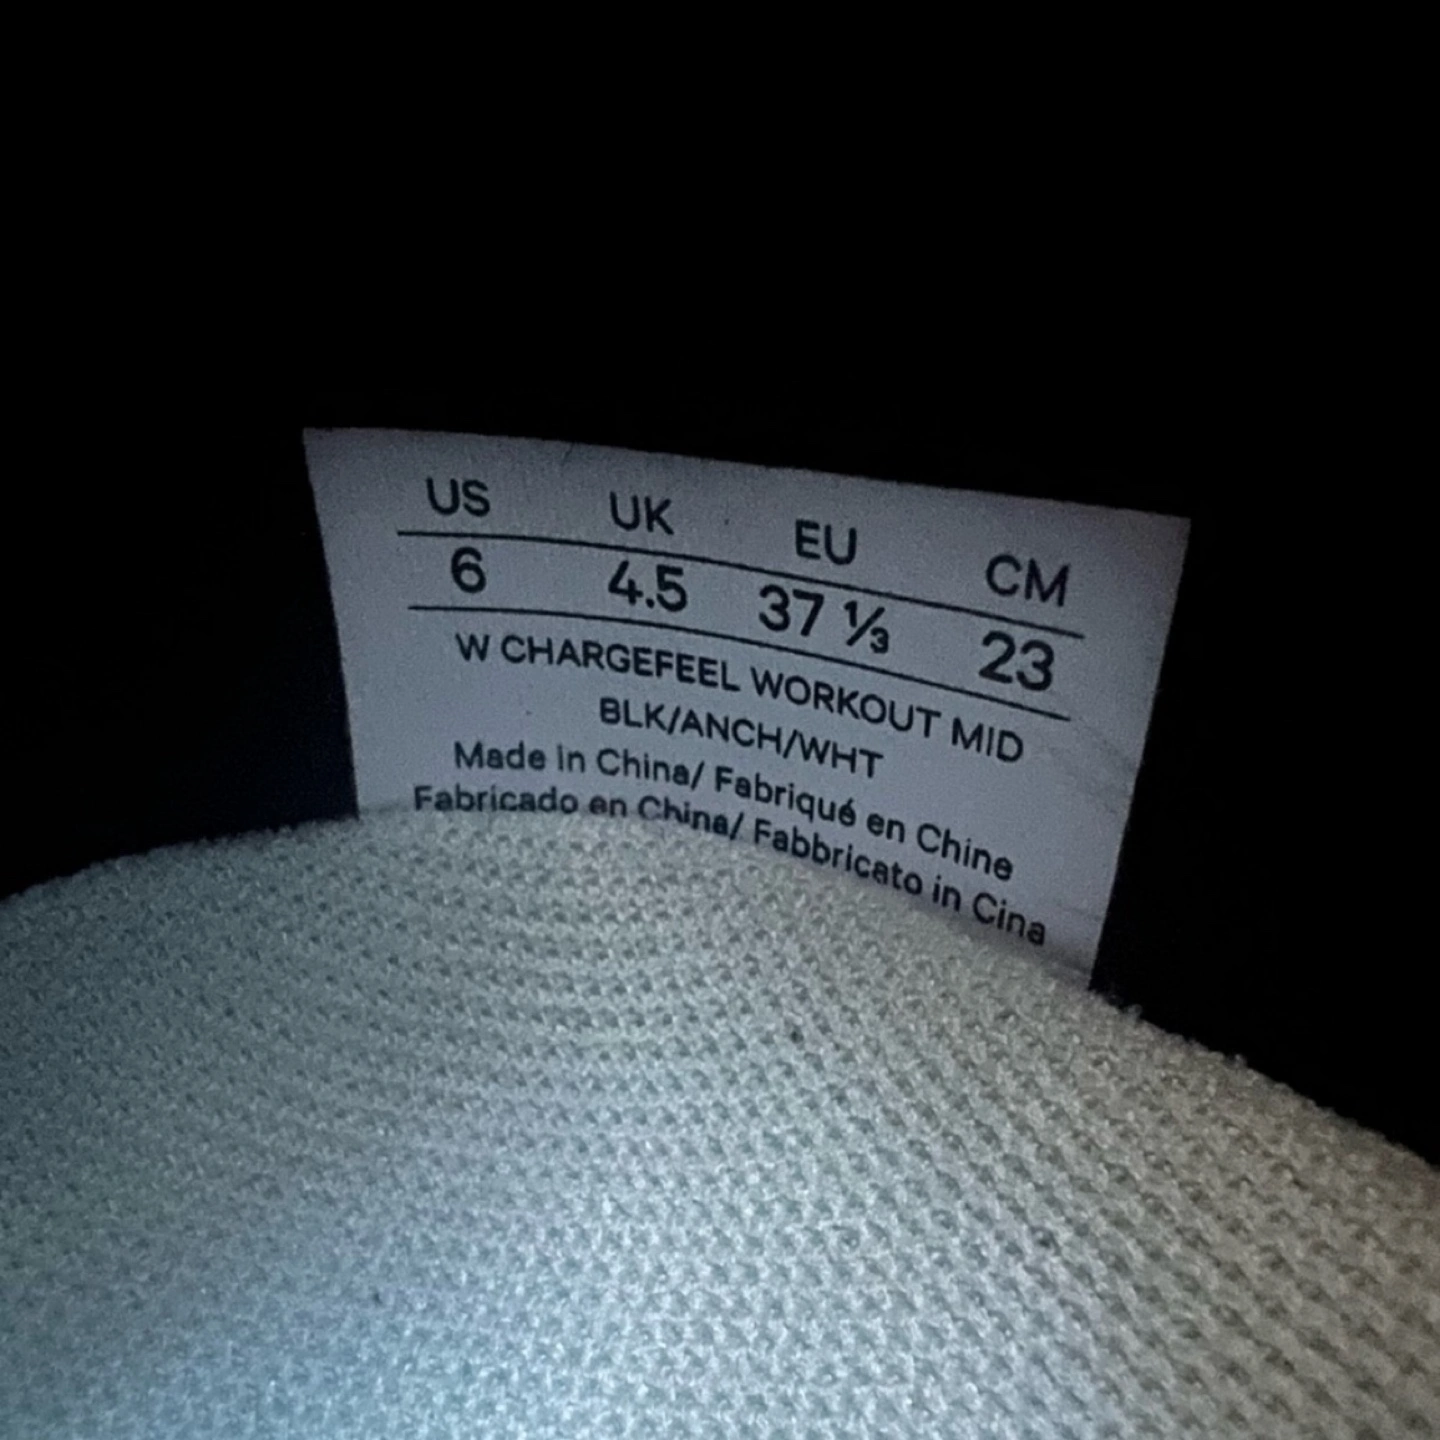 US UK EU CM
6 4.5 37 ⅓ 23
W CHARGEFEEL WORKOUT MID
BLK/ANCH/WHT
Made in China/ Fabriqué en Chine
Fabricado en China/ Fabbricato in Cina